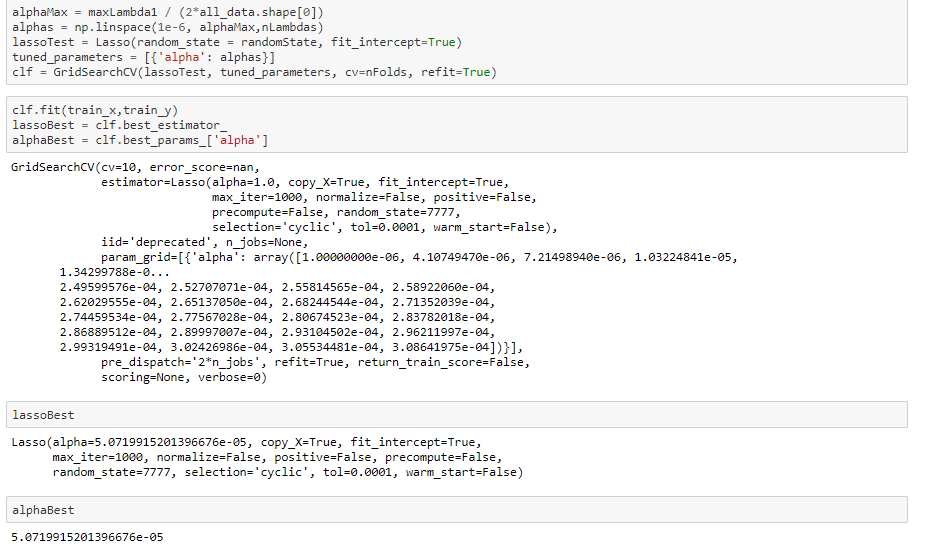 alphaMax = maxLambda1 / (2*all_data.shape[0])
alphas = np.linspace(1e-6, alphaMax,nLambdas)
lassoTest = Lasso(random_state = randomState, fit_intercept=True)
tuned_parameters = [{'alpha': alphas}]
clf = GridSearchCV(lassoTest, tuned_parameters, cv=nFolds, refit=True)
clf.fit(train_x,train_y)
lassoBest = clf.best_estimator_
alphaBest = clf.best_params_['alpha']
GridSearchCV(cv=10, error_score=nan,
estimator=Lasso(alpha=1.0, copy_X=True, fit_intercept=True,
max_iter=1000, normalize=False, positive=False,
precompute=False, random_state=7777,
selection='cyclic', tol=0.0001, warm_start=False),
iid='deprecated', n_jobs=None,
param_grid=[{'alpha': array([1.00000000e-06, 4.10749470e-06, 7.21498940e-06, 1.03224841e-05,
1.34299788e-0...
2.49599576e-04, 2.52707071e-04, 2.55814565e-04, 2.58922060e-04,
2.62029555e-04, 2.65137050e-04, 2.68244544e-04, 2.71352039e-04,
2.74459534e-04, 2.77567028e-04, 2.80674523e-04, 2.83782018e-04,
2.86889512e-04, 2.89997007e-04, 2.93104502e-04, 2.96211997e-04,
2.99319491e-04, 3.02426986e-04, 3.05534481e-04, 3.08641975e-04])}],
pre_dispatch='2*n_jobs', refit=True, return_train_score=False,
scoring=None, verbose=0)
lassoBest
Lasso(alpha=5.0719915201396676e-05, copy_X=True, fit_intercept=True,
max_iter=1000, normalize=False, positive=False, precompute=False,
random_state=7777, selection='cyclic', tol=0.0001, warm_start=False)
alphaBest
5.0719915201396676e-05